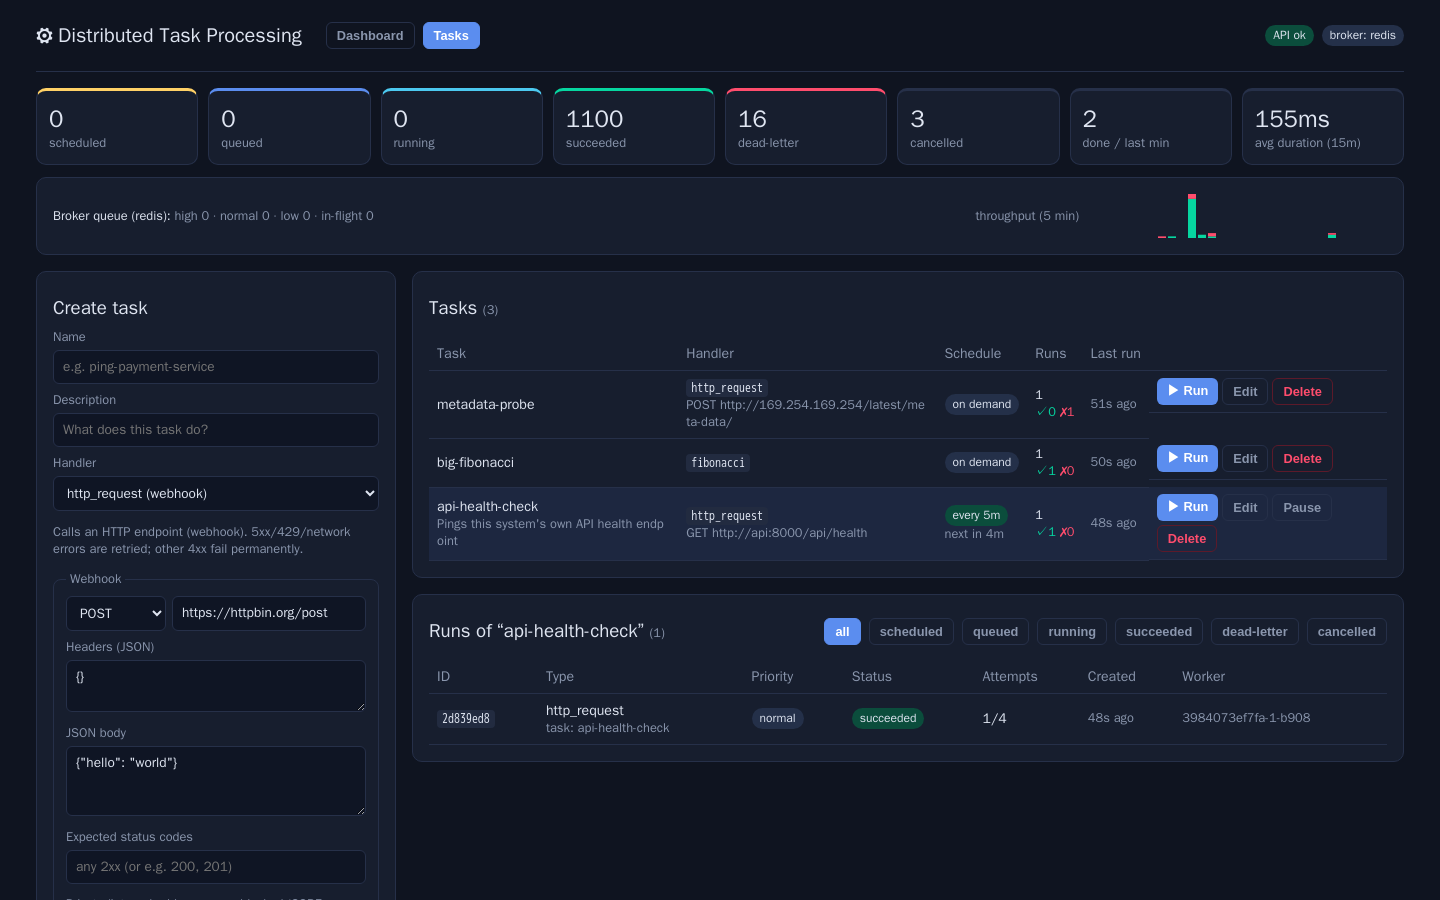 ⚙ Distributed Task Processing Dashboard Tasks API ok broker: redis
0 0 0 1100 16 3 2 155ms
scheduled queued running succeeded dead-letter cancelled done / last min avg duration (15m)
Broker queue (redis): high 0 · normal 0 · low 0 · in-flight 0 throughput (5 min)
Create task
Name
e.g. ping-payment-service
Description
What does this task do?
Handler
http_request (webhook)
Calls an HTTP endpoint (webhook). 5xx/429/network
errors are retried; other 4xx fail permanently.
Webhook
POST https://httpbin.org/post
Headers (JSON)
{}
JSON body
{"hello": "world"}
Expected status codes
any 2xx (or e.g. 200, 201)
Tasks (3)
Task Handler Schedule Runs Last run
metadata-probe
http_request
POST http://169.254.169.254/latest/me
ta-data/
on demand
1
✓0 ✗1
51s ago
▶ Run Edit Delete
big-fibonacci
fibonacci
on demand
1
✓1 ✗0
50s ago
▶ Run Edit Delete
api-health-check
Pings this system's own API health endp
oint
http_request
GET http://api:8000/api/health
every 5m
next in 4m
1
✓1 ✗0
48s ago
▶ Run Edit Pause
Delete
Runs of “api-health-check” (1) all scheduled queued running succeeded dead-letter cancelled
ID Type Priority Status Attempts Created Worker
2d839ed8
http_request
task: api-health-check
normal succeeded 1/4 48s ago 3984073ef7fa-1-b908